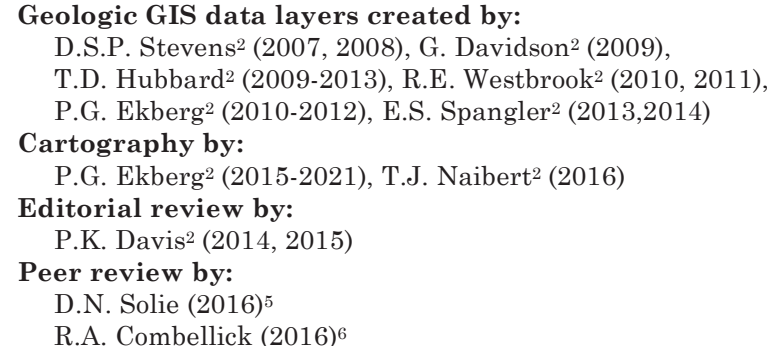 Geologic GIS data layers created by:
D.S.P. Stevens² (2007, 2008), G. Davidson² (2009),
T.D. Hubbard² (2009-2013), R.E. Westbrook² (2010, 2011),
P.G. Ekberg² (2010-2012), E.S. Spangler² (2013,2014)
Cartography by:
P.G. Ekberg² (2015-2021), T.J. Naibert² (2016)
Editorial review by:
P.K. Davis² (2014, 2015)
Peer review by:
D.N. Solie (2016)⁵
R.A. Combellick (2016)⁶